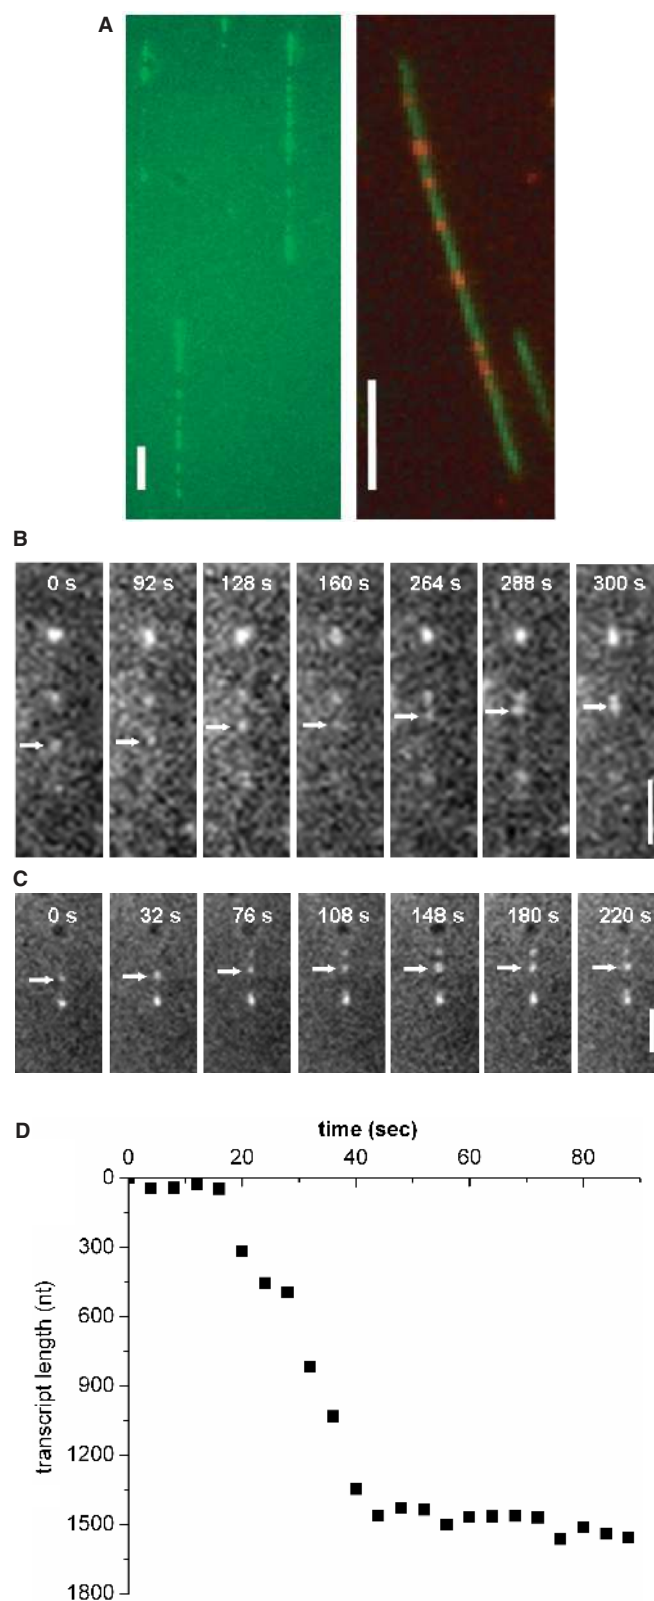 A
B
0 s 92 s 128 s 160 s 264 s 288 s 300 s
C
0 s 32 s 76 s 108 s 148 s 180 s 220 s
D
time (sec)
0 20 40 60 80
0
300
600
900
1200
1500
1800
transcript length (nt)